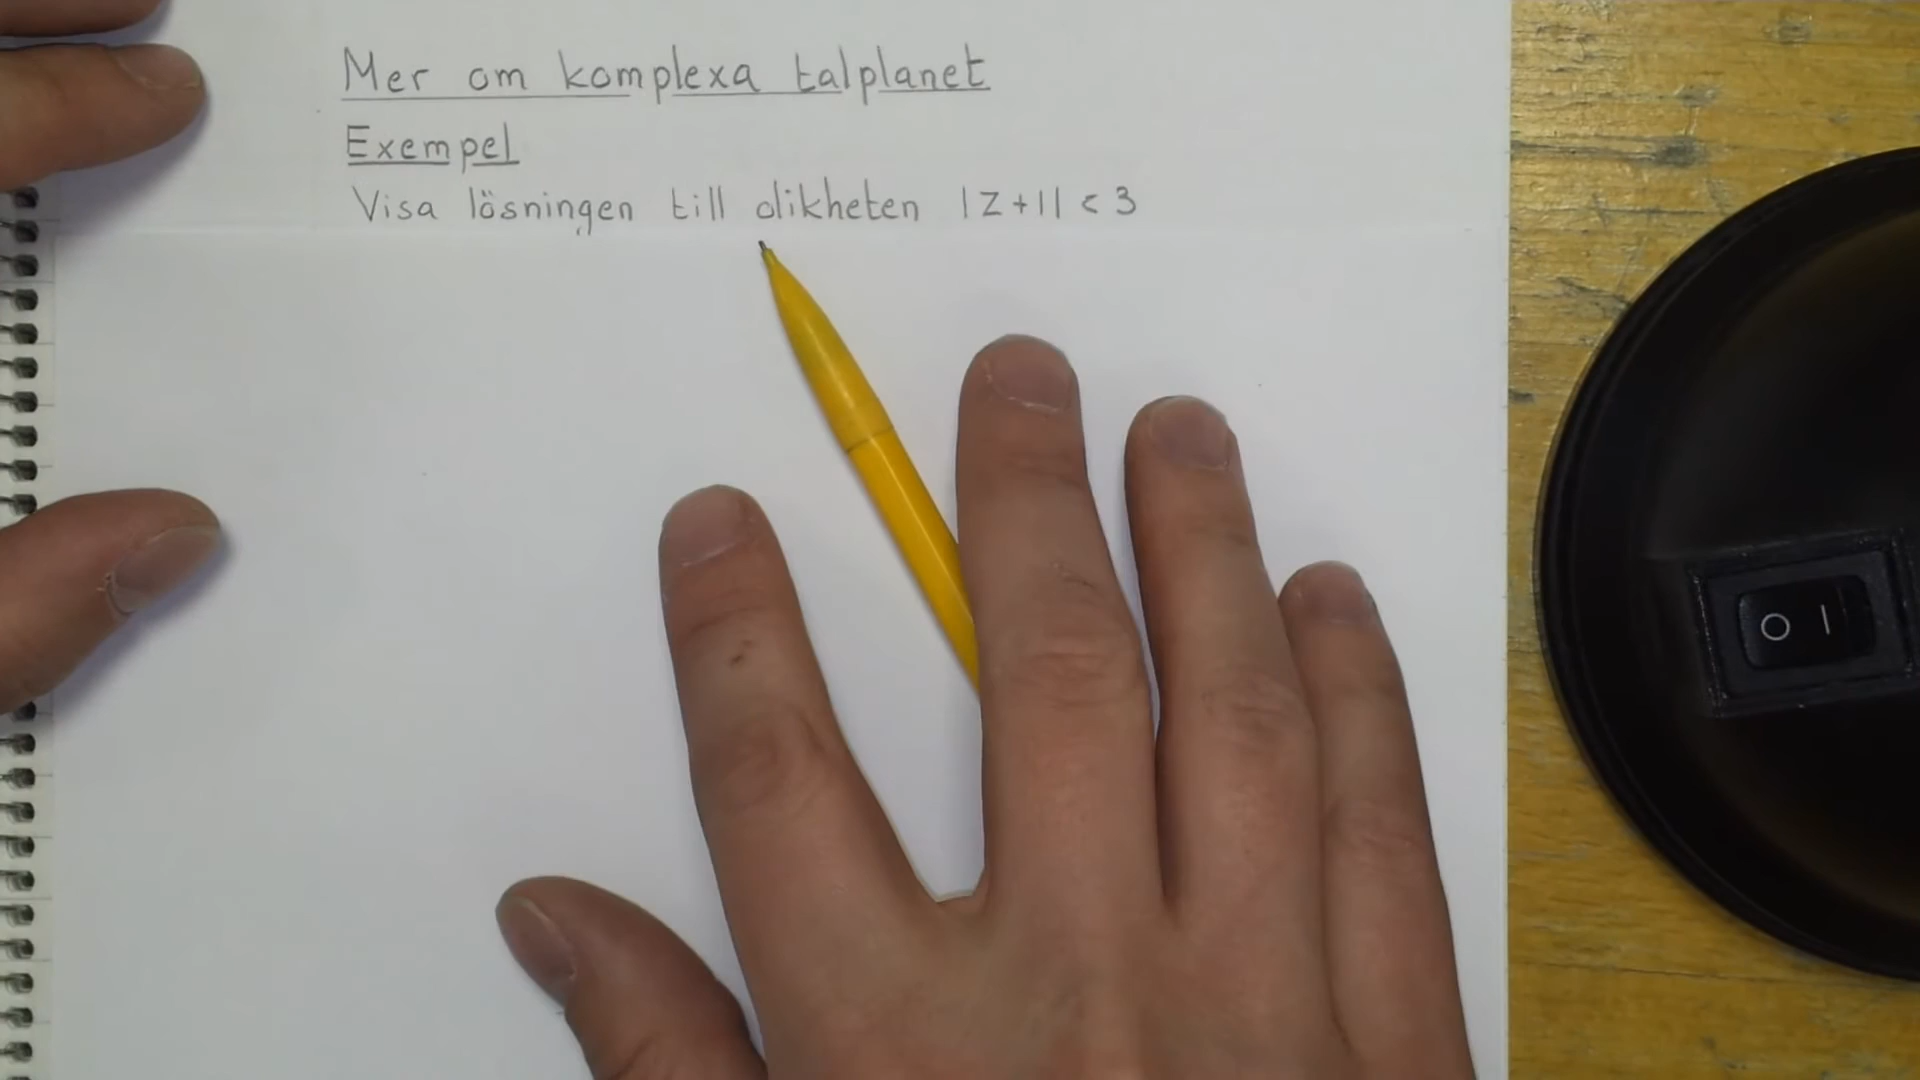 Mer om komplexa talplanet
Exempel
Visa lösningen till olikheten |z+1| < 3
O I